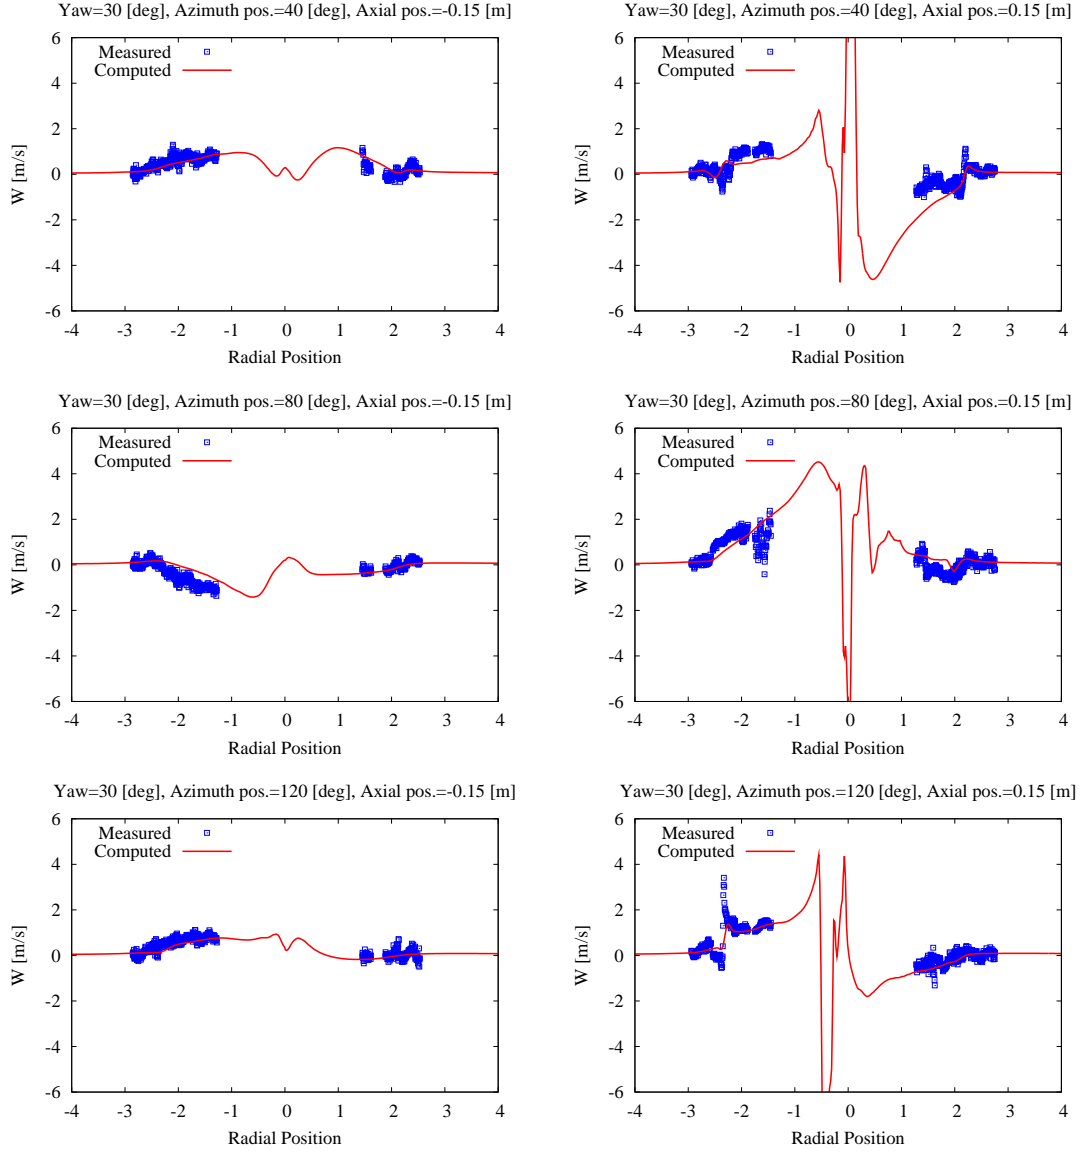 Yaw=30 [deg], Azimuth pos.=40 [deg], Axial pos.=-0.15 [m]
6
4
2
0
-2
-4
-6
W [m/s]
Measured
Computed
-4 -3 -2 -1 0 1 2 3 4
Radial Position
Yaw=30 [deg], Azimuth pos.=40 [deg], Axial pos.=0.15 [m]
6
4
2
0
-2
-4
-6
W [m/s]
Measured
Computed
-4 -3 -2 -1 0 1 2 3 4
Radial Position
Yaw=30 [deg], Azimuth pos.=80 [deg], Axial pos.=-0.15 [m]
6
4
2
0
-2
-4
-6
W [m/s]
Measured
Computed
-4 -3 -2 -1 0 1 2 3 4
Radial Position
Yaw=30 [deg], Azimuth pos.=80 [deg], Axial pos.=0.15 [m]
6
4
2
0
-2
-4
-6
W [m/s]
Measured
Computed
-4 -3 -2 -1 0 1 2 3 4
Radial Position
Yaw=30 [deg], Azimuth pos.=120 [deg], Axial pos.=-0.15 [m]
6
4
2
0
-2
-4
-6
W [m/s]
Measured
Computed
-4 -3 -2 -1 0 1 2 3 4
Radial Position
Yaw=30 [deg], Azimuth pos.=120 [deg], Axial pos.=0.15 [m]
6
4
2
0
-2
-4
-6
W [m/s]
Measured
Computed
-4 -3 -2 -1 0 1 2 3 4
Radial Position